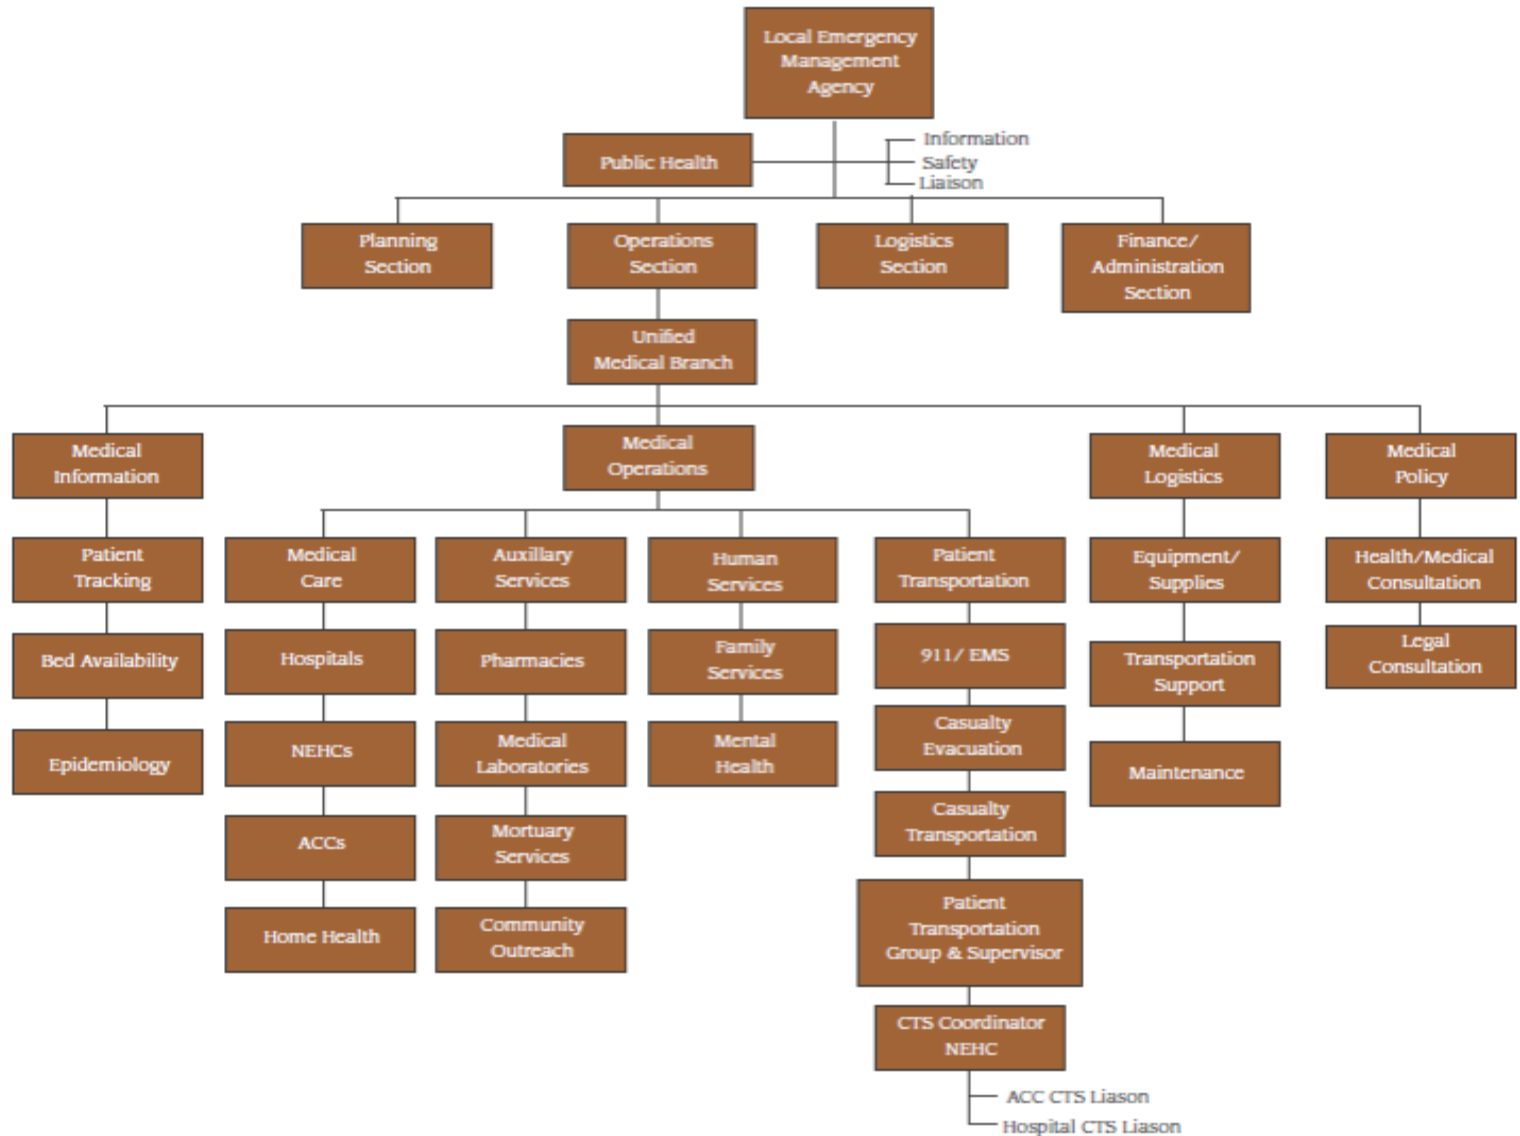 Local Emergency
Management
Agency
Public Health
Information
Safety
Liaison
Planning
Section
Operations
Section
Logistics
Section
Finance/
Administration
Section
Unified
Medical Branch
Medical
Information
Medical
Operations
Medical
Logistics
Medical
Policy
Patient
Tracking
Medical
Care
Auxillary
Services
Human
Services
Patient
Transportation
Equipment/
Supplies
Health/Medical
Consultation
Bed Availability
Hospitals
Pharmacies
Family
Services
911/ EMS
Transportation
Support
Legal
Consultation
Epidemiology
NEHCs
Medical
Laboratories
Mental
Health
Casualty
Evacuation
Maintenance
ACCs
Mortuary
Services
Casualty
Transportation
Home Health
Community
Outreach
Patient
Transportation
Group & Supervisor
CTS Coordinator
NEHC
ACC CTS Liason
Hospital CTS Liason